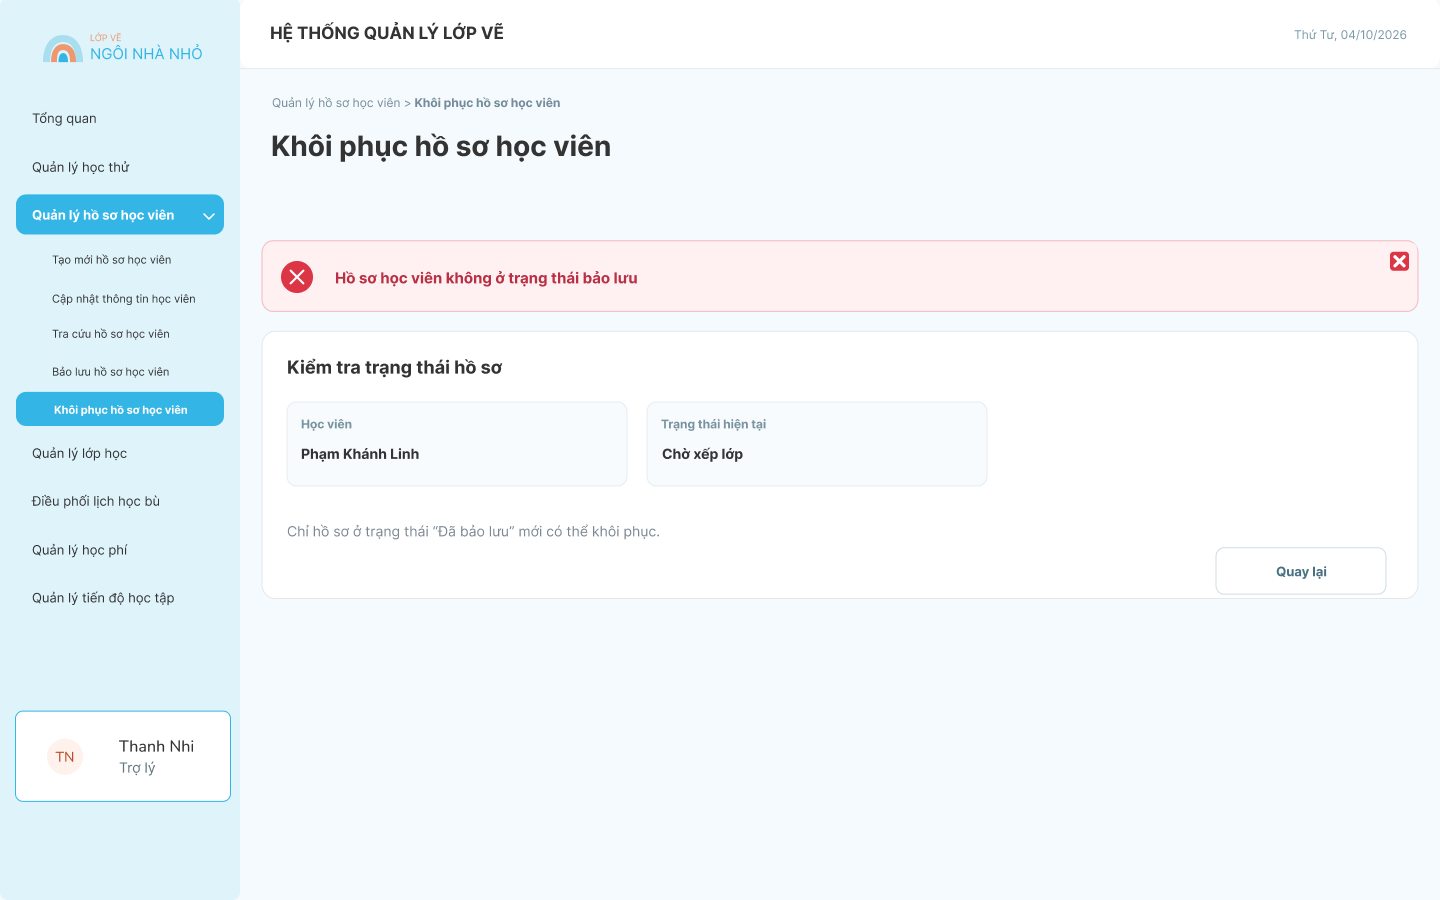 LỚP VẼ
NGÔI NHÀ NHỎ
Tổng quan
Quản lý học thử
Quản lý hồ sơ học viên
Tạo mới hồ sơ học viên
Cập nhật thông tin học viên
Tra cứu hồ sơ học viên
Bảo lưu hồ sơ học viên
Khôi phục hồ sơ học viên
Quản lý lớp học
Điều phối lịch học bù
Quản lý học phí
Quản lý tiến độ học tập
TN
Thanh Nhi
Trợ lý
HỆ THỐNG QUẢN LÝ LỚP VẼ
Thứ Tư, 04/10/2026
Quản lý hồ sơ học viên > Khôi phục hồ sơ học viên
Khôi phục hồ sơ học viên
Hồ sơ học viên không ở trạng thái bảo lưu
Kiểm tra trạng thái hồ sơ
Học viên
Phạm Khánh Linh
Trạng thái hiện tại
Chờ xếp lớp
Chỉ hồ sơ ở trạng thái “Đã bảo lưu” mới có thể khôi phục.
Quay lại